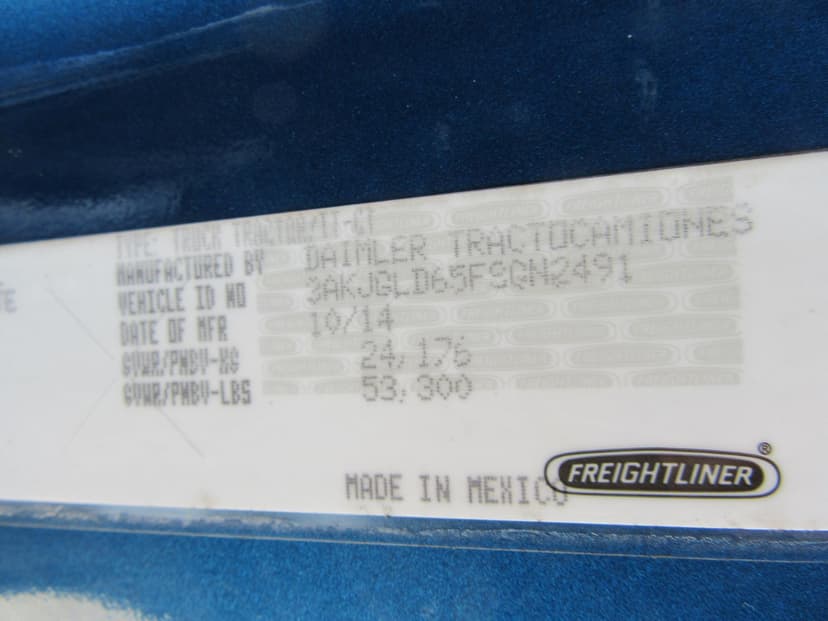 TE
TYPE: TRUCK TRACTOR/TT-CT
MANUFACTURED BY DAIMLER TRACTOCAMIONES
VEHICLE ID NO 3AKJGLD65FSGN2491
DATE OF MFR 10/14
GVWR/PNBV-KG 24,176
GVWR/PNBV-LBS 53,300
MADE IN MEXICO
FREIGHTLINER®